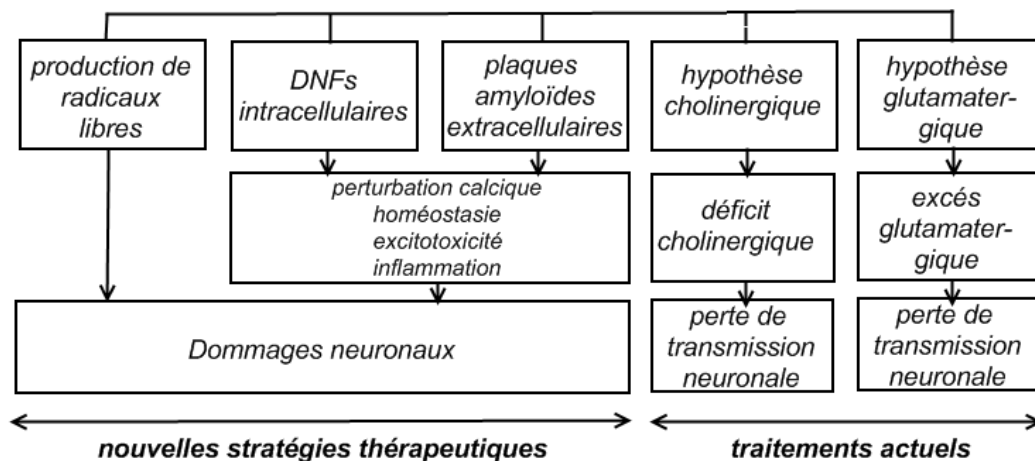 production de
radicaux
libres
DNFs
intracellulaires
plaques
amyloïdes
extracellulaires
hypothèse
cholinergique
hypothèse
glutamater-
gique
perturbation calcique
homéostasie
excitotoxicité
inflammation
déficit
cholinergique
excés
glutamater-
gique
Dommages neuronaux
perte de
transmission
neuronale
perte de
transmission
neuronale
nouvelles stratégies thérapeutiques
traitements actuels